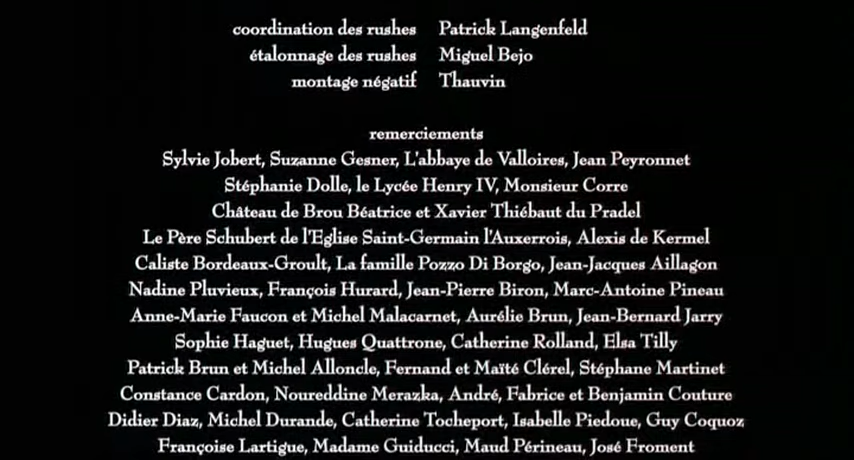 coordination des rushes Patrick Langenfeld
étalonnage des rushes Miguel Bejo
montage négatif Thauvin
remerciements
Sylvie Jobert, Suzanne Gesner, L'abbaye de Valloires, Jean Peyronnet
Stéphanie Dolle, le Lycée Henry IV, Monsieur Corre
Château de Brou Béatrice et Xavier Thiébaut du Pradel
Le Père Schubert de l'Eglise Saint-Germain l'Auxerrois, Alexis de Kermel
Caliste Bordeaux-Groult, La famille Pozzo Di Borgo, Jean-Jacques Aillagon
Nadine Pluvieux, François Hurard, Jean-Pierre Biron, Marc-Antoine Pineau
Anne-Marie Faucon et Michel Malacarnet, Aurélie Brun, Jean-Bernard Jarry
Sophie Haguet, Hugues Quattrone, Catherine Rolland, Elsa Tilly
Patrick Brun et Michel Alloncle, Fernand et Maïté Clérel, Stéphane Martinet
Constance Cardon, Noureddine Merazka, André, Fabrice et Benjamin Couture
Didier Diaz, Michel Durande, Catherine Tocheport, Isabelle Piedoue, Guy Coquoz
Françoise Lartigue, Madame Guiducci, Maud Périneau, José Froment